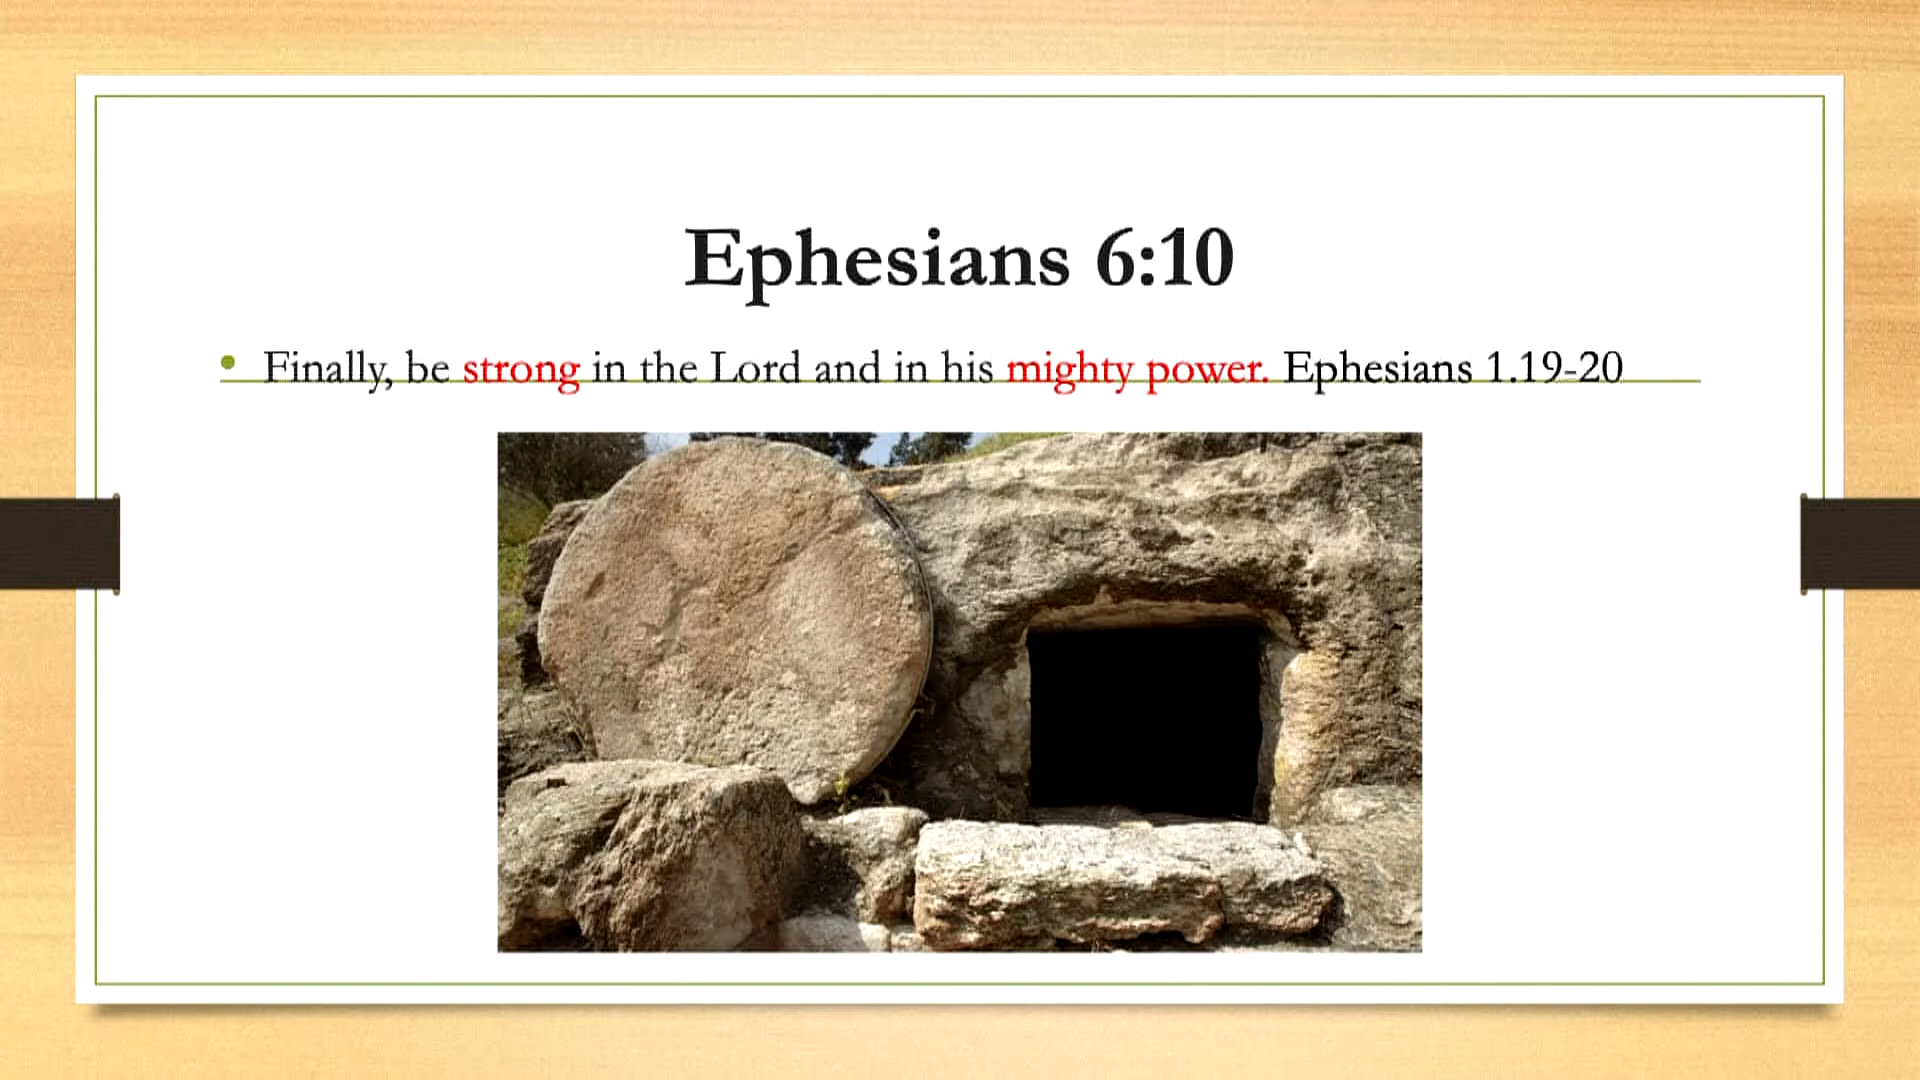 Ephesians 6:10
• Finally, be strong in the Lord and in his mighty power. Ephesians 1.19-20